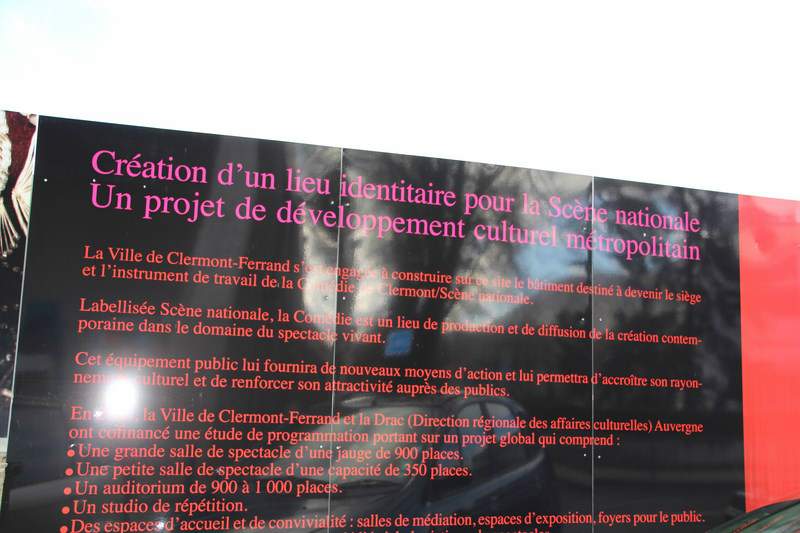 Création d'un lieu identitaire pour la Scène nationale
Un projet de développement culturel métropolitain
La Ville de Clermont-Ferrand s'est engagée à construire sur ce site le bâtiment destiné à devenir le siège
et l'instrument de travail de la Comédie de Clermont/Scène nationale.
Labellisée Scène nationale, la Comédie est un lieu de production et de diffusion de la création contem-
poraine dans le domaine du spectacle vivant.
Cet équipement public lui fournira de nouveaux moyens d'action et lui permettra d'accroître son rayon-
nement culturel et de renforcer son attractivité auprès des publics.
En la Ville de Clermont-Ferrand et la Drac (Direction régionale des affaires culturelles) Auvergne
ont cofinancé une étude de programmation portant sur un projet global qui comprend :
• Une grande salle de spectacle d'une jauge de 900 places.
• Une petite salle de spectacle d'une capacité de 350 places.
• Un auditorium de 900 à 1 000 places.
• Un studio de répétition.
• Des espaces d'accueil et de convivialité : salles de médiation, espaces d'exposition, foyers pour le public.